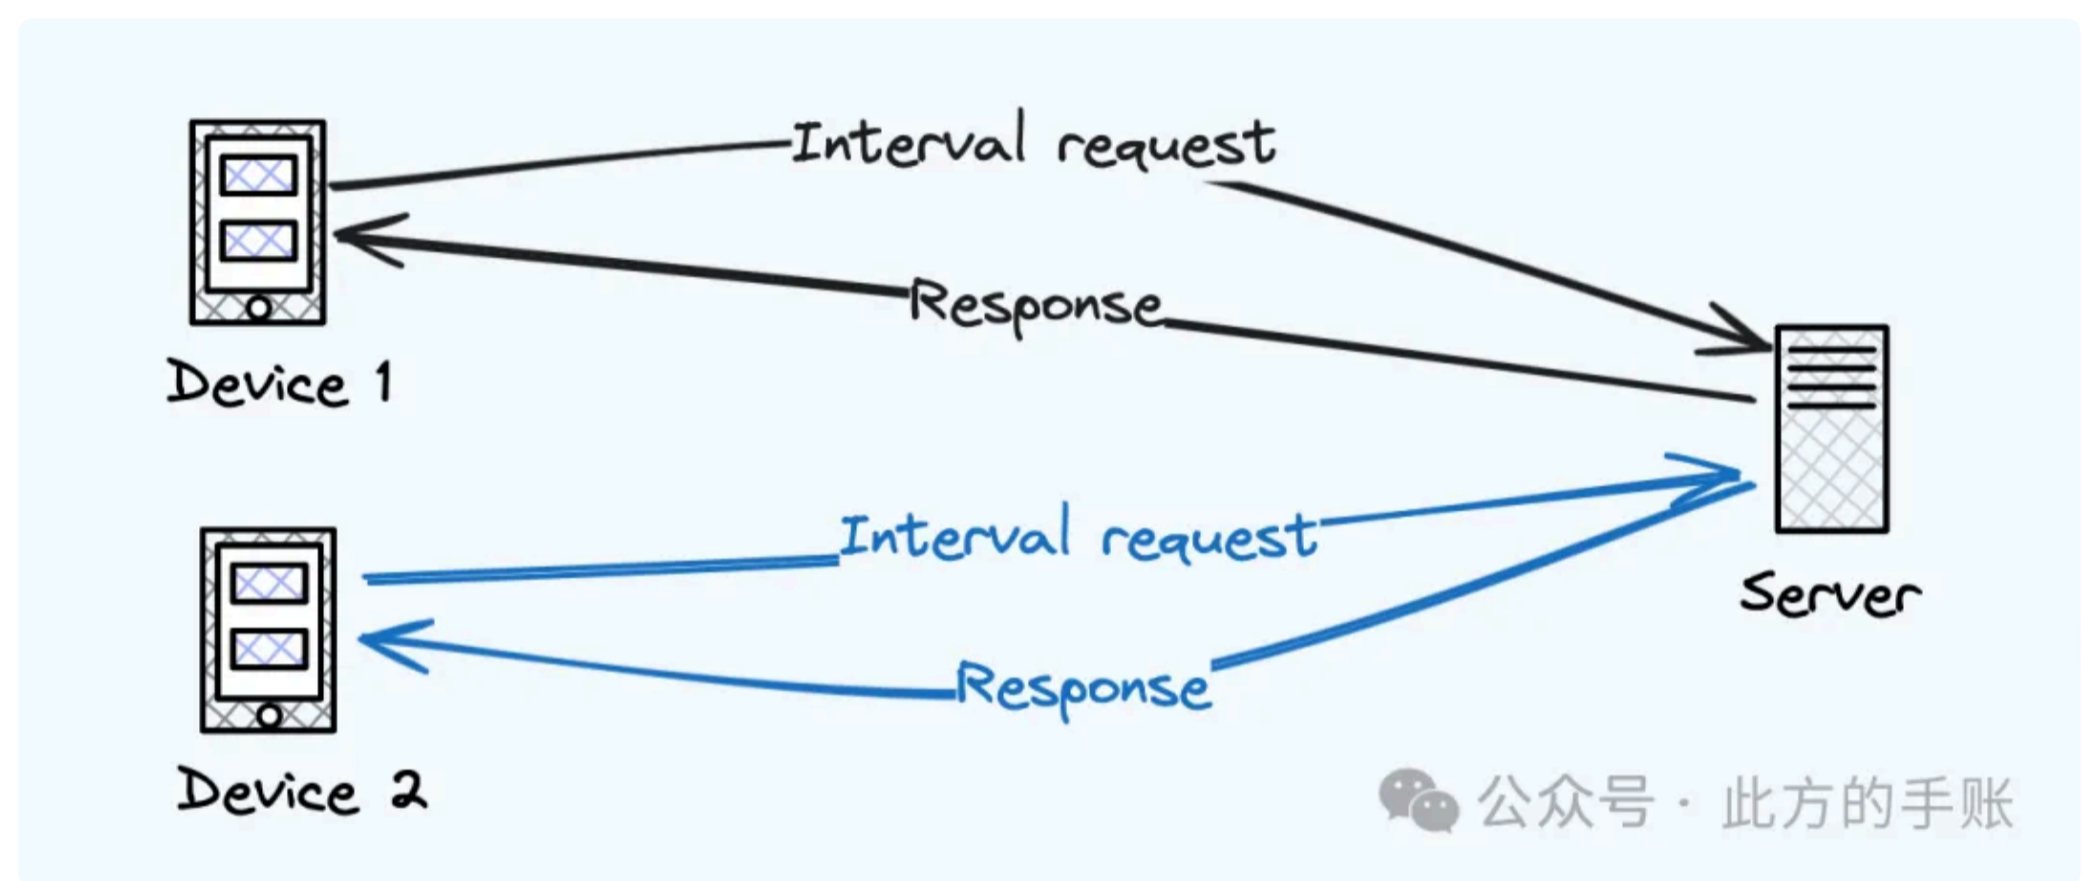 Interval request
Response
Device 1
Interval request
Response
Server
Device 2
公众号 · 此方的手账